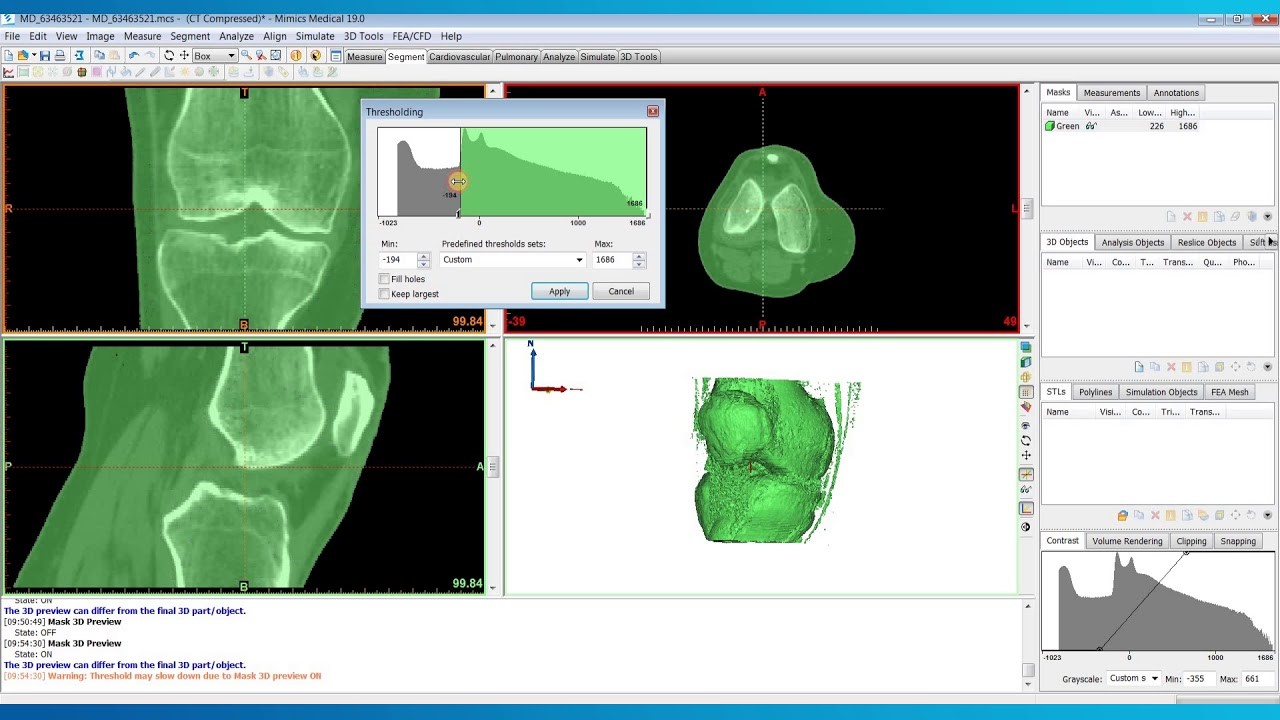 MD_63463521 - MD_63463521.mcs - (CT Compressed)* - Mimics Medical 19.0
File Edit View Image Measure Segment Analyze Align Simulate 3D Tools FEA/CFD Help
Box Measure Segment Cardiovascular Pulmonary Analyze Simulate 3D Tools
T
R
B
99.84
Thresholding
-194
1686
-1023 0 1000 1686
Min: Predefined thresholds sets: Max:
-194 Custom 1686
Fill holes
Keep largest
Apply Cancel
A
L
P
-39 49
T
P A
B
99.84
N
Masks Measurements Annotations
Name Vi... As... Low... High...
Green 226 1686
3D Objects Analysis Objects Reslice Objects
Name Vi... Co... T... Trans... Qu... Pho...
STLs Polylines Simulation Objects FEA Mesh
Name Visi... Co... Tri... Trans...
Contrast Volume Rendering Clipping Snapping
-1023 0 1000 1686
Grayscale: Custom s Min: -355 Max: 661
State: ON
The 3D preview can differ from the final 3D part/object.
[09:50:49] Mask 3D Preview
State: OFF
[09:54:30] Mask 3D Preview
State: ON
The 3D preview can differ from the final 3D part/object.
[09:54:30] Warning: Threshold may slow down due to Mask 3D preview ON